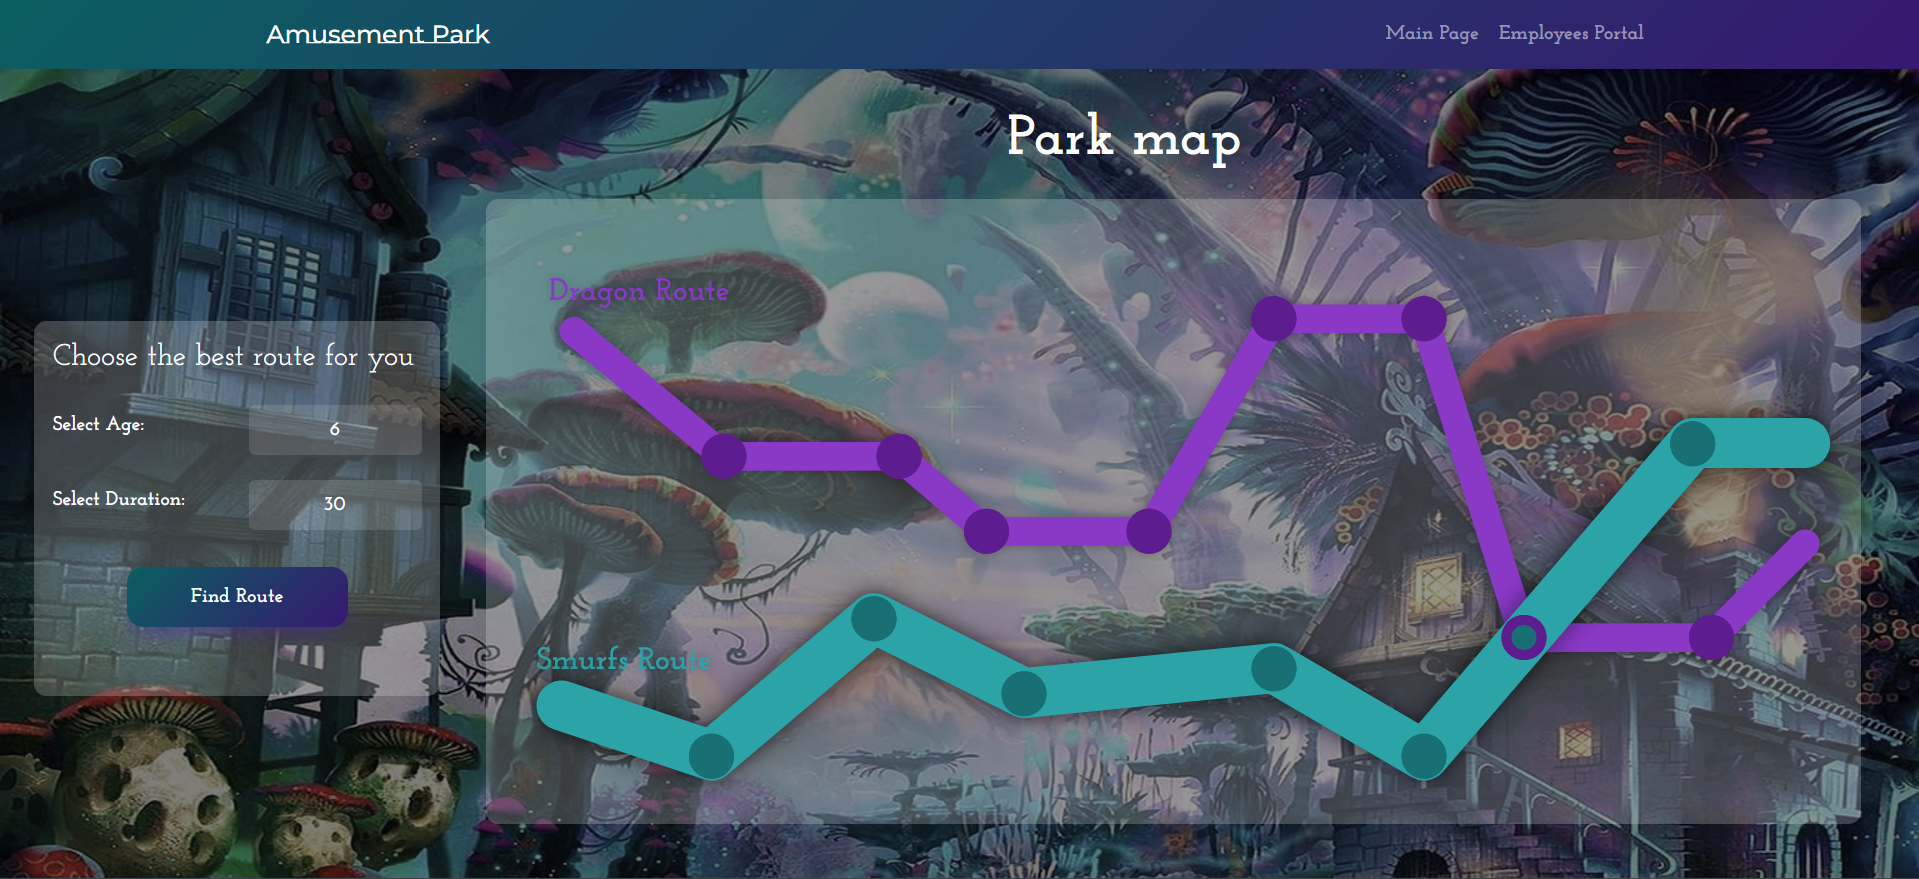 Amusement Park
Main Page
Employees Portal
Park map
Dragon Route
Choose the best route for you
Select Age:
6
Select Duration:
30
Find Route
Smurfs Route